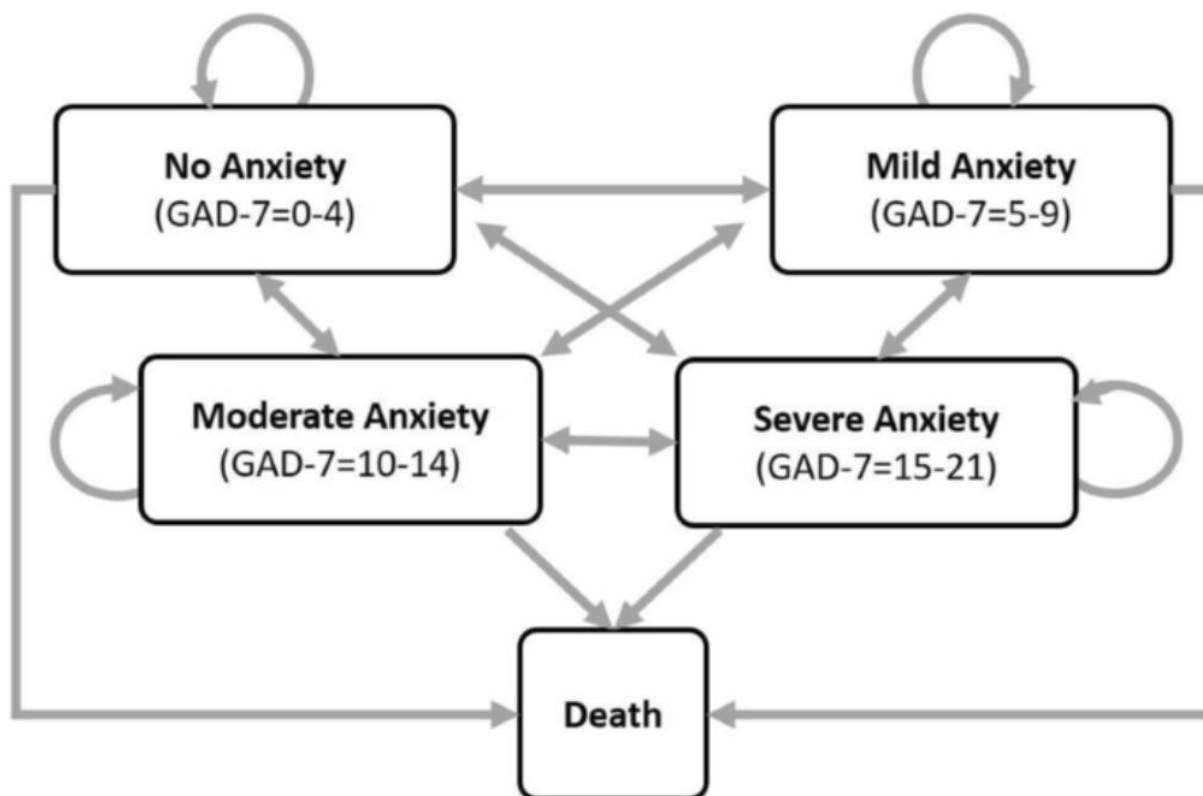 No Anxiety
(GAD-7=0-4)
Mild Anxiety
(GAD-7=5-9)
Moderate Anxiety
(GAD-7=10-14)
Severe Anxiety
(GAD-7=15-21)
Death